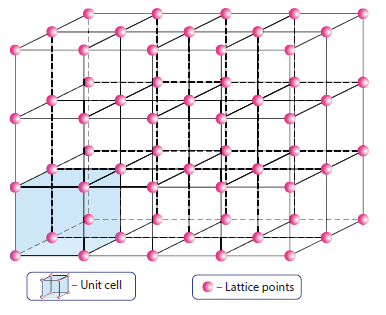 – Unit cell
– Lattice points